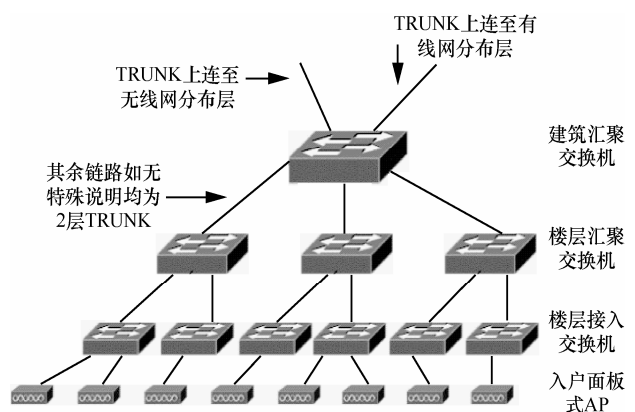 TRUNK上连至有
线网分布层
TRUNK上连至
无线网分布层
建筑汇聚
交换机
其余链路如无
特殊说明均为
2层TRUNK
楼层汇聚
交换机
楼层接入
交换机
入户面板
式AP